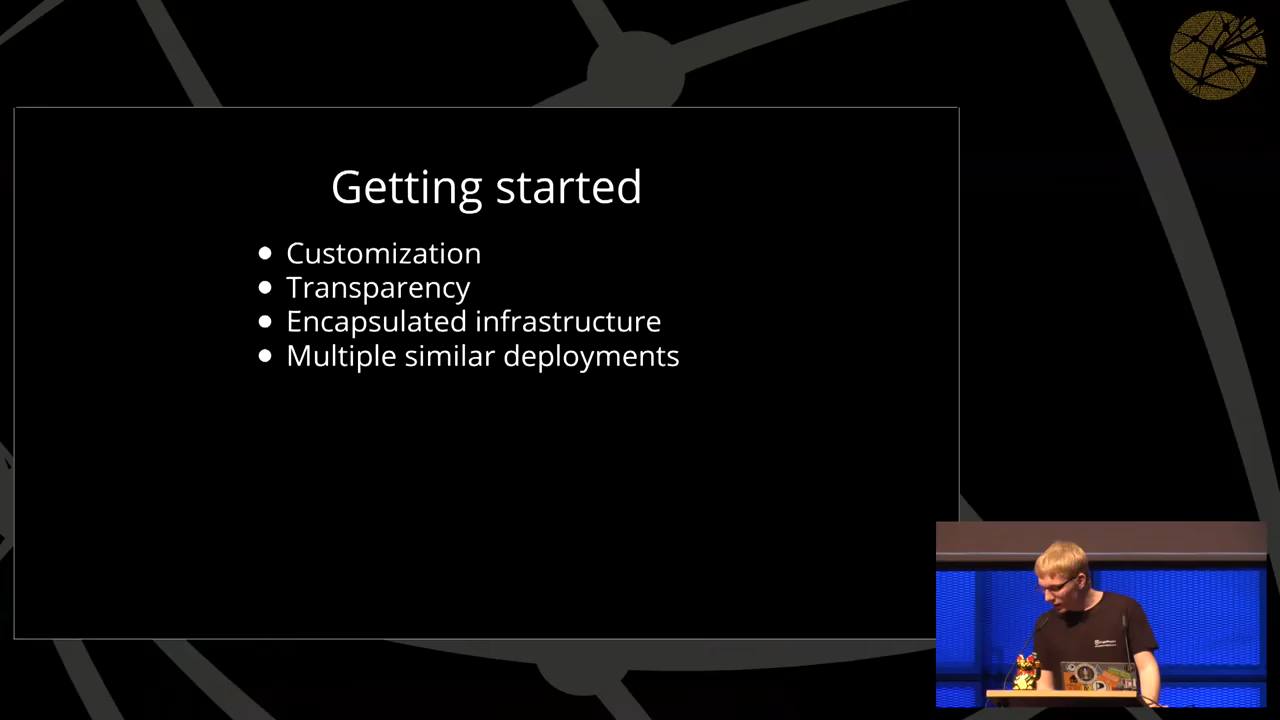 Getting started
● Customization
● Transparency
● Encapsulated infrastructure
● Multiple similar deployments